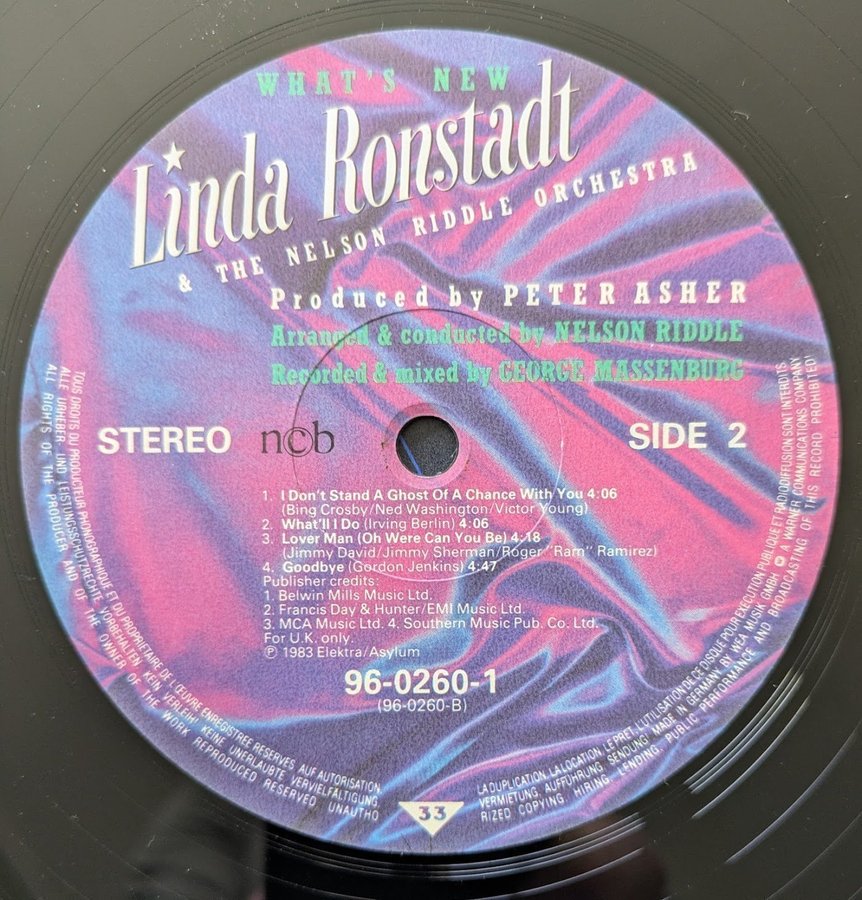 WHAT'S NEW
Linda Ronstadt
& THE NELSON RIDDLE ORCHESTRA
Produced by PETER ASHER
Arranged & conducted by NELSON RIDDLE
Recorded & mixed by GEORGE MASSENBURG
STEREO ncb SIDE 2
1. I Don't Stand A Ghost Of A Chance With You 4:06
(Bing Crosby/Ned Washington/Victor Young)
2. What'll I Do (Irving Berlin) 4:06
3. Lover Man (Oh Were Can You Be) 4:18
(Jimmy David/Jimmy Sherman/Roger "Ram" Ramirez)
4. Goodbye (Gordon Jenkins) 4:47
Publisher credits:
1. Belwin Mills Music Ltd.
2. Francis Day & Hunter/EMI Music Ltd.
3. MCA Music Ltd. 4. Southern Music Pub. Co. Ltd.
For U.K. only.
℗ 1983 Elektra/Asylum
96-0260-1
(96-0260-B)
33
TOUS DROITS DU PRODUCTEUR PHONOGRAPHIQUE ET DU PROPRIETAIRE DE L'ŒUVRE ENREGISTREE RESERVES. AUF AUTORISATION,
ALLE URHEBER- UND LEISTUNGSSCHUTZRECHTE VORBEHALTEN KEIN VERLEIH! KEINE UNERLAUBTE VERVIELFÄLTIGUNG,
ALL RIGHTS OF THE PRODUCER AND OF THE OWNER OF THE WORK REPRODUCED RESERVED. UNAUTHO
LA DUPLICATION, LA LOCATION, LE PRET, L'UTILISATION DE CE DISQUE POUR EXECUTION PUBLIQUE ET RADIODIFFUSION SONT INTERDITS
VERMIETUNG, AUFFÜHRUNG, SENDUNG. MADE IN GERMANY BY WEA MUSIK GMBH A WARNER COMMUNICATIONS COMPANY
RIZED COPYING, HIRING, LENDING, PUBLIC PERFORMANCE AND BROADCASTING OF THIS RECORD PROHIBITED!